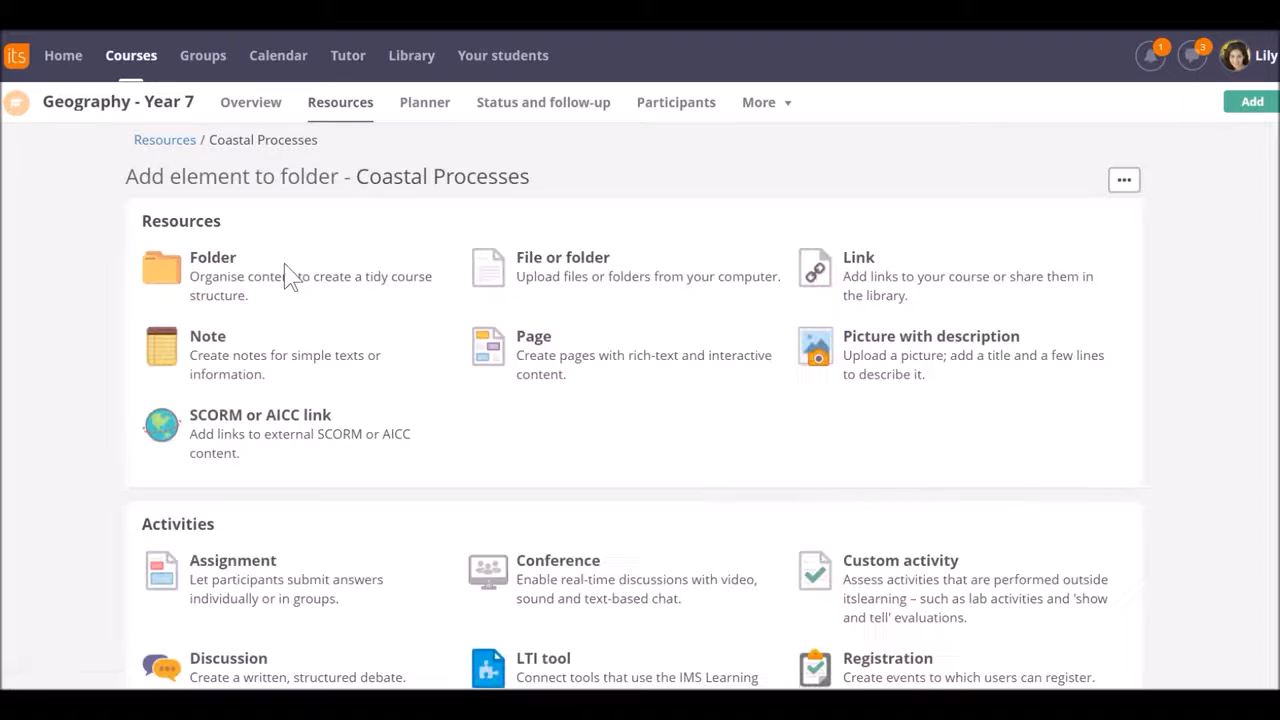 its Home Courses Groups Calendar Tutor Library Your students 1 3 Lily
Geography - Year 7 Overview Resources Planner Status and follow-up Participants More Add
Resources / Coastal Processes
Add element to folder - Coastal Processes
Resources
Folder
Organise to create a tidy course
structure.
File or folder
Upload files or folders from your computer.
Link
Add links to your course or share them in
the library.
Note
Create notes for simple texts or
information.
Page
Create pages with rich-text and interactive
content.
Picture with description
Upload a picture; add a title and a few lines
to describe it.
SCORM or AICC link
Add links to external SCORM or AICC
content.
Activities
Assignment
Let participants submit answers
individually or in groups.
Conference
Enable real-time discussions with video,
sound and text-based chat.
Custom activity
Assess activities that are performed outside
itslearning – such as lab activities and 'show
and tell' evaluations.
Discussion
Create a written, structured debate.
LTI tool
Connect tools that use the IMS Learning
Registration
Create events to which users can register.